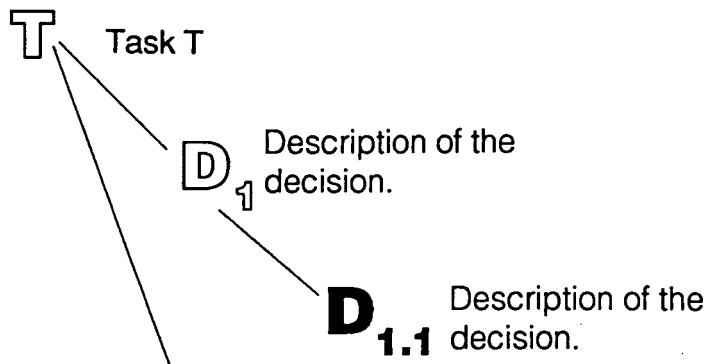 T Task T
D1 Description of the
decision.
D1.1 Description of the
decision.